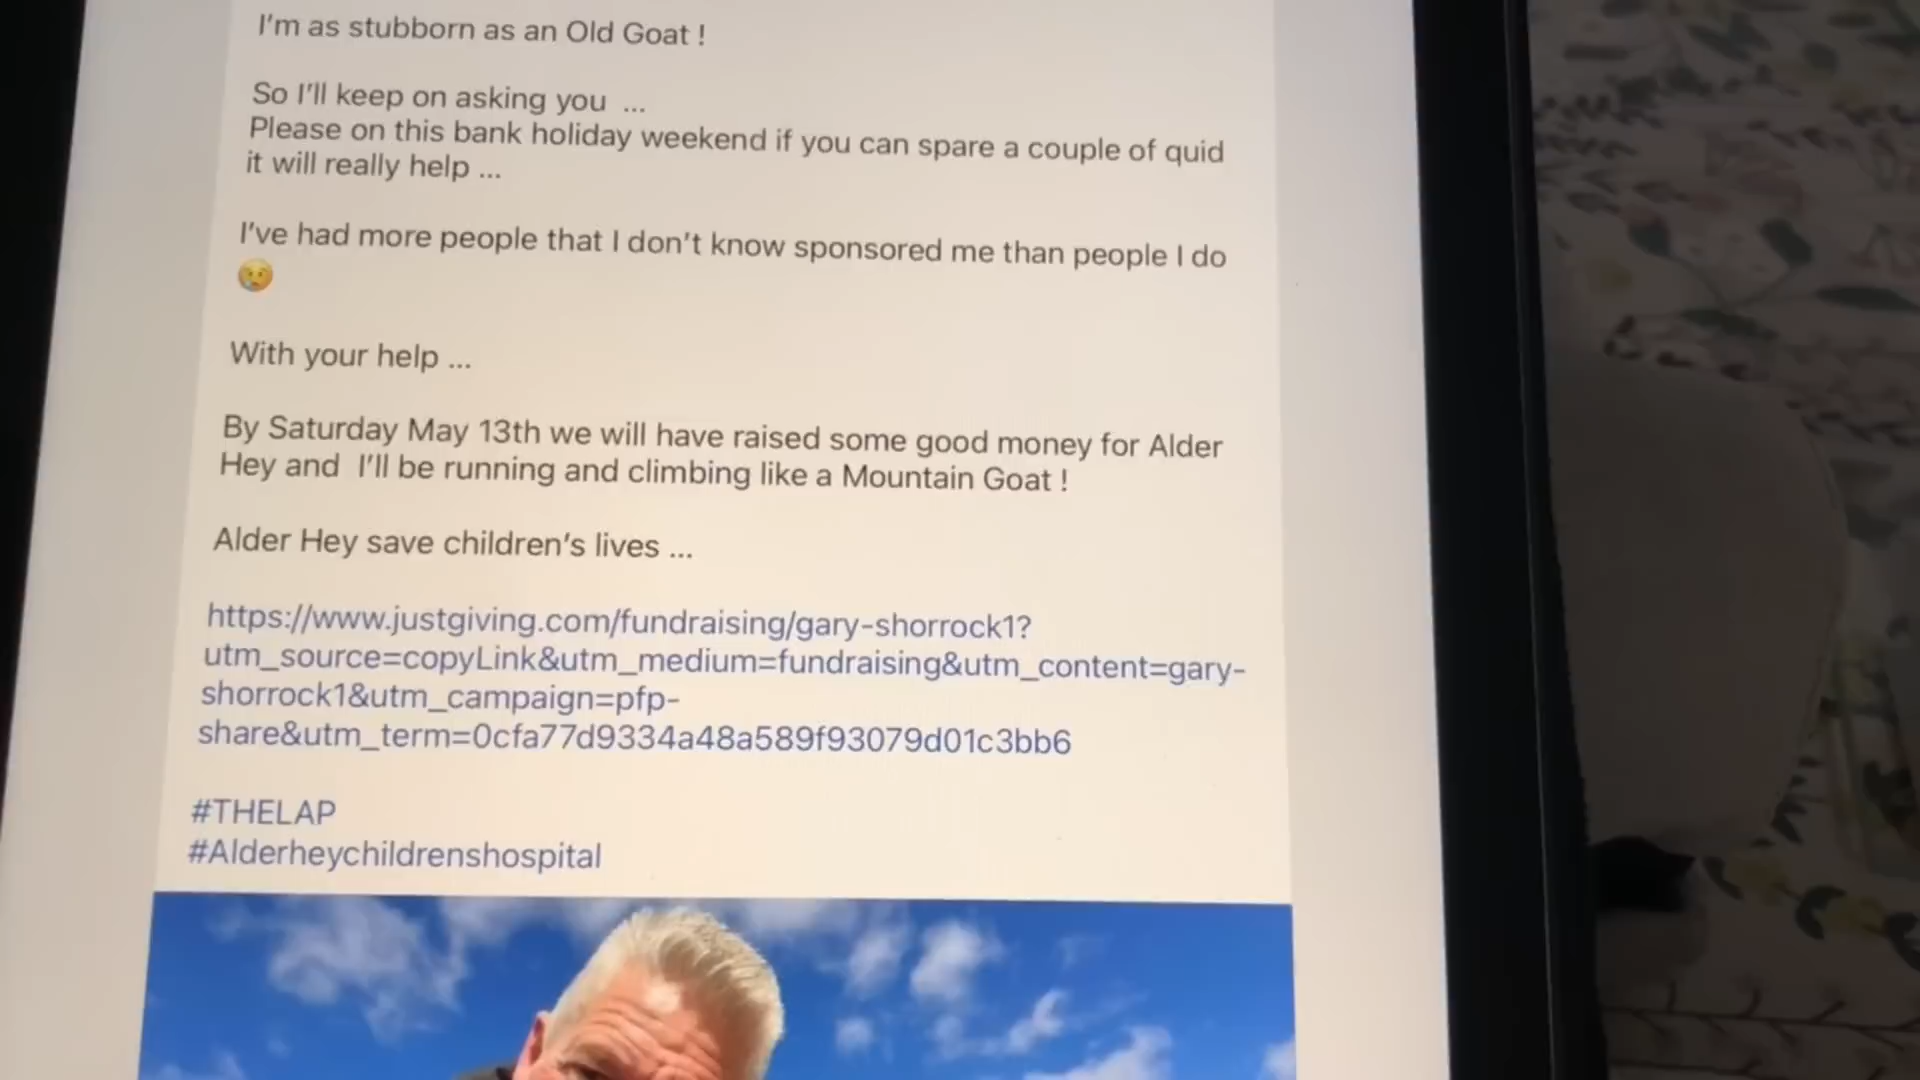 I'm as stubborn as an Old Goat !
So I'll keep on asking you ...
Please on this bank holiday weekend if you can spare a couple of quid
it will really help ...
I've had more people that I don't know sponsored me than people I do
😢
With your help ...
By Saturday May 13th we will have raised some good money for Alder
Hey and I'll be running and climbing like a Mountain Goat !
Alder Hey save children's lives ...
https://www.justgiving.com/fundraising/gary-shorrock1?
utm_source=copyLink&utm_medium=fundraising&utm_content=gary-
shorrock1&utm_campaign=pfp-
share&utm_term=0cfa77d9334a48a589f93079d01c3bb6
#THELAP
#Alderheychildrenshospital